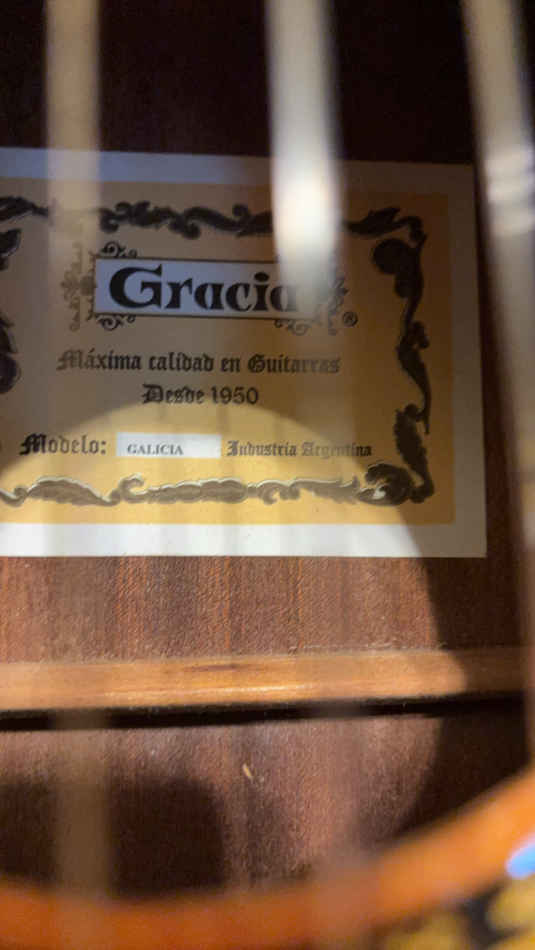 Gracia ®
Máxima calidad en Guitarras
Desde 1950
Modelo: GALICIA Industria Argentina